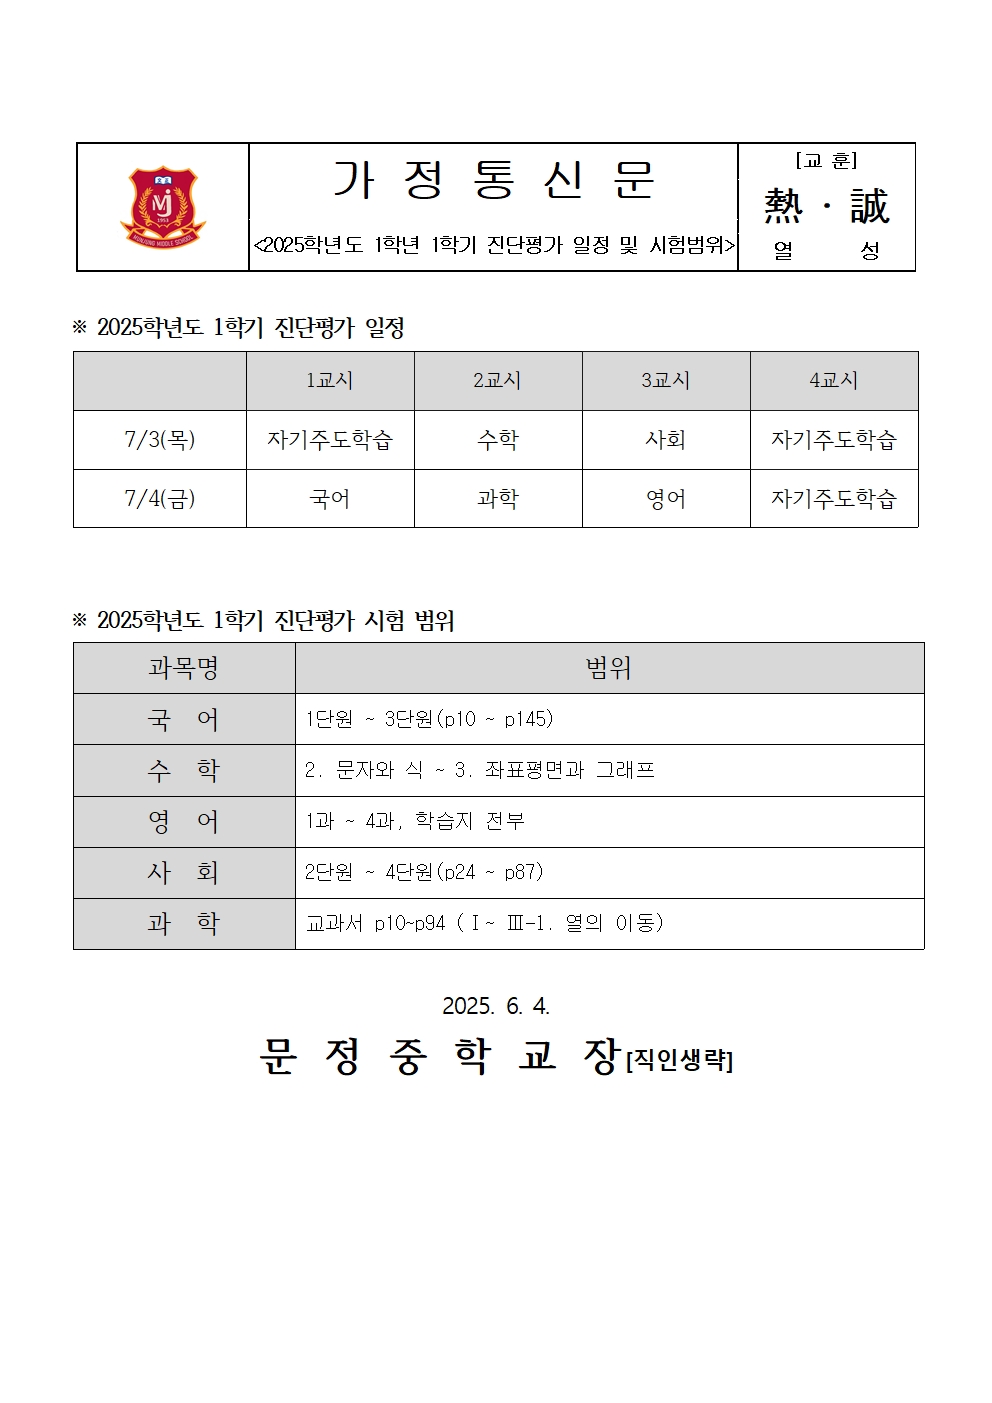 MJ
1953
MUNJUNG MIDDLE SCHOOL
가 정 통 신 문
<2025학년도 1학년 1학기 진단평가 일정 및 시험범위>
[교 훈]
熱 · 誠
열 성
※ 2025학년도 1학기 진단평가 일정
1교시 2교시 3교시 4교시
7/3(목) 자기주도학습 수학 사회 자기주도학습
7/4(금) 국어 과학 영어 자기주도학습
※ 2025학년도 1학기 진단평가 시험 범위
과목명 범위
국 어 1단원 ~ 3단원(p10 ~ p145)
수 학 2. 문자와 식 ~ 3. 좌표평면과 그래프
영 어 1과 ~ 4과, 학습지 전부
사 회 2단원 ~ 4단원(p24 ~ p87)
과 학 교과서 p10~p94 (Ⅰ~ Ⅲ-1. 열의 이동)
2025. 6. 4.
문 정 중 학 교 장[직인생략]